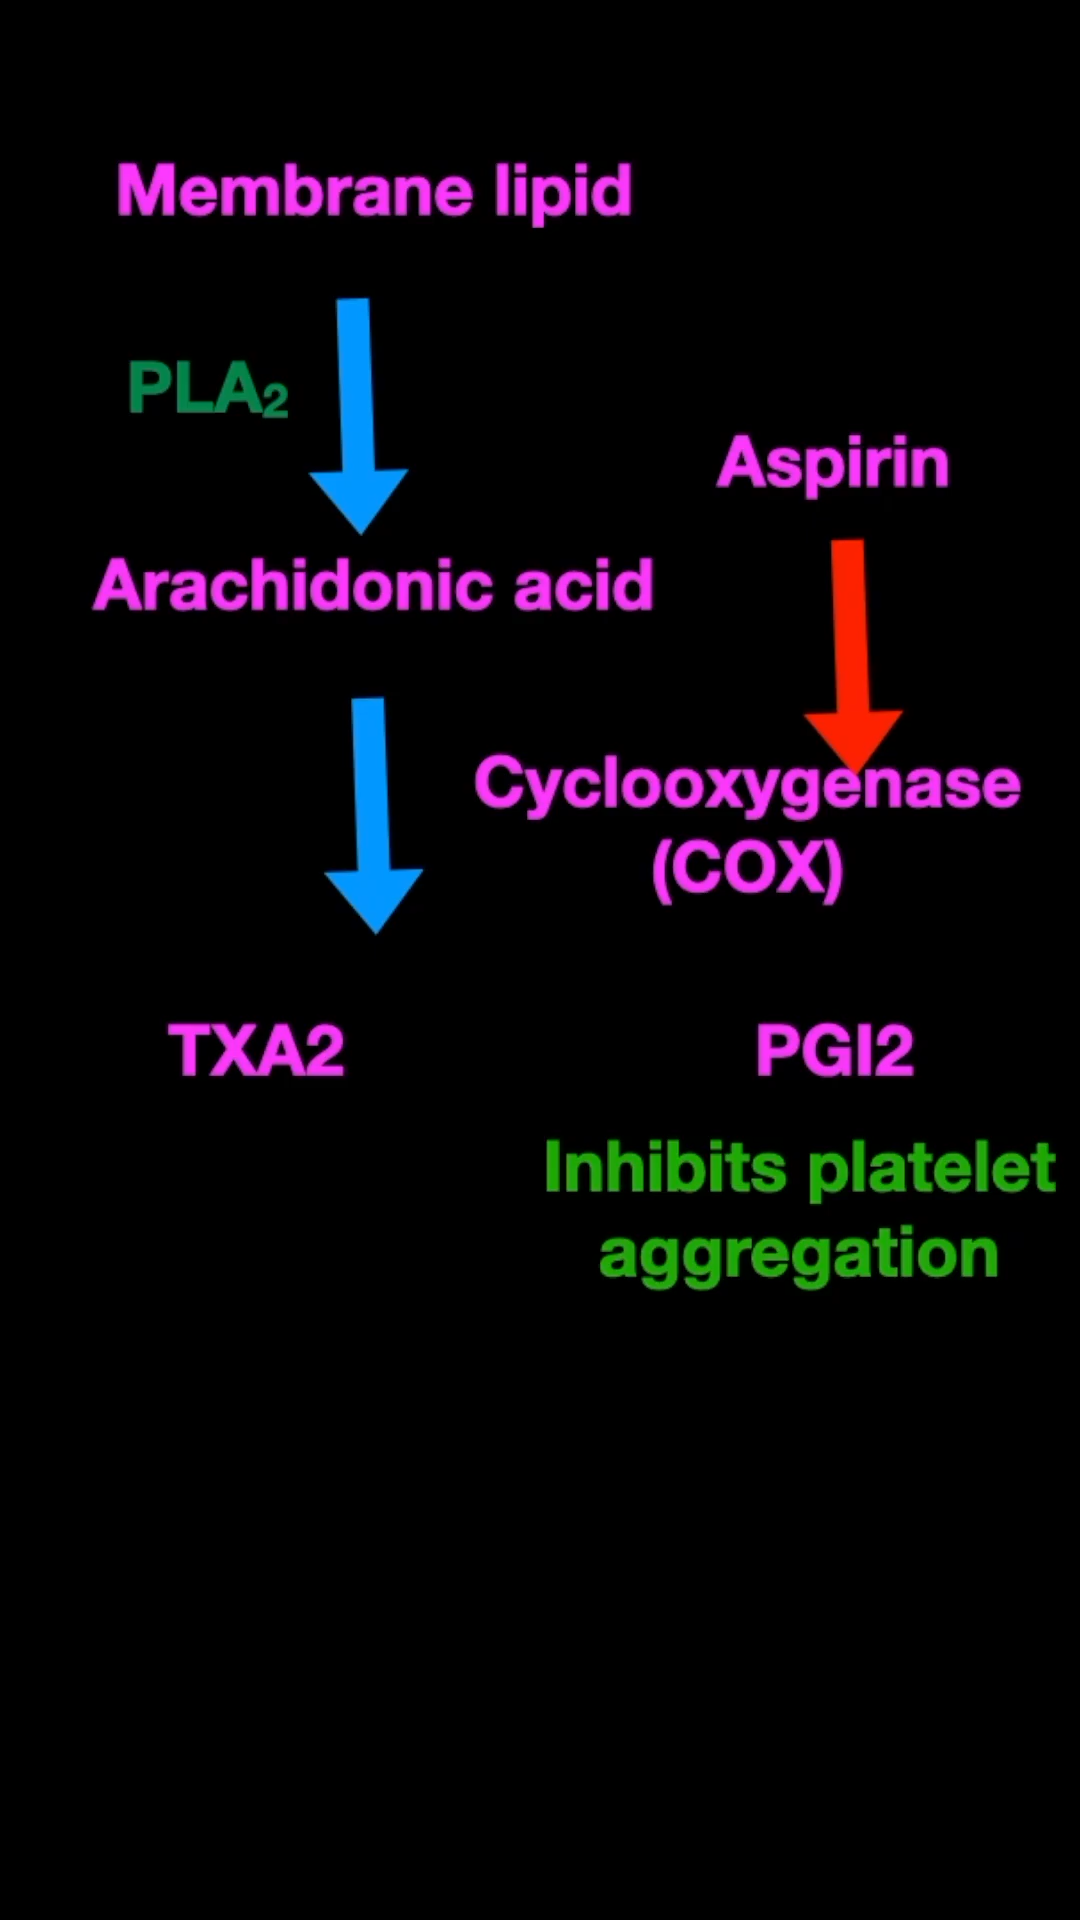 Membrane lipid
PLA₂
Aspirin
Arachidonic acid
Cyclooxygenase
(COX)
TXA2
PGI2
Inhibits platelet
aggregation